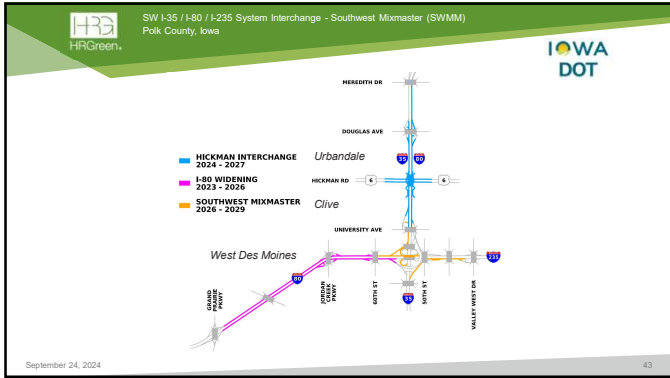 SW I-35 / I-80 / I-235 System Interchange - Southwest Mixmaster (SWMM)
Polk County, Iowa
HRG
HRGreen.
IOWA
DOT
MEREDITH DR
DOUGLAS AVE
HICKMAN INTERCHANGE
2024 - 2027
Urbandale
35
80
I-80 WIDENING
2023 - 2026
HICKMAN RD
6
6
SOUTHWEST MIXMASTER
2026 - 2029
Clive
UNIVERSITY AVE
West Des Moines
235
80
GRAND
PRAIRIE
PKWY
JORDAN
CREEK
PKWY
60TH ST
35
50TH ST
VALLEY WEST DR
September 24, 2024
43